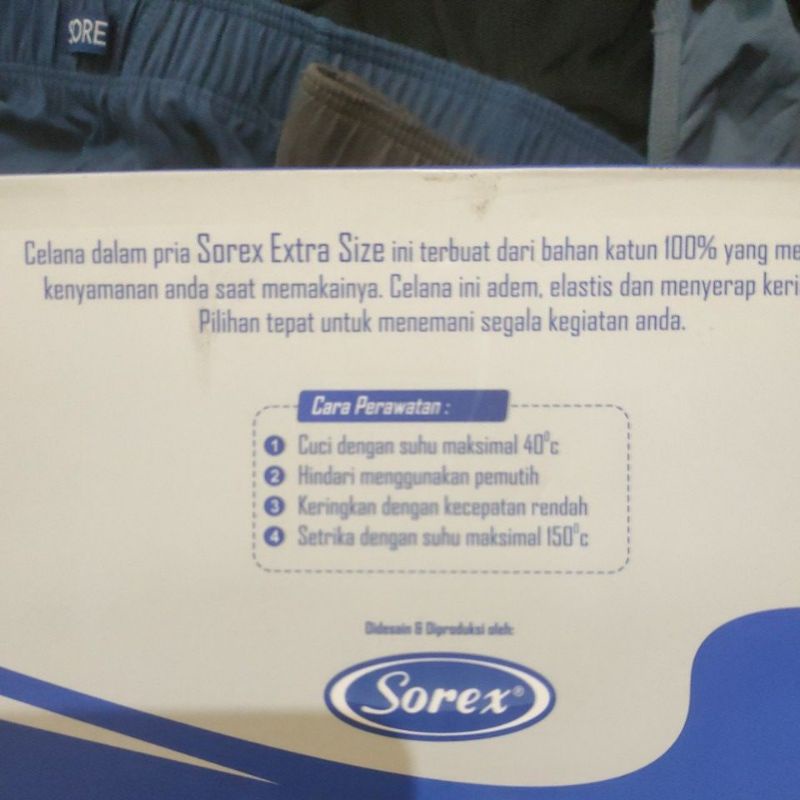 SORE
Celana dalam pria Sorex Extra Size ini terbuat dari bahan katun 100% yang me
kenyamanan anda saat memakainya. Celana ini adem, elastis dan menyerap keri
Pilihan tepat untuk menemani segala kegiatan anda.
Cara Perawatan :
1 Cuci dengan suhu maksimal 40⁰c
2 Hindari menggunakan pemutih
3 Keringkan dengan kecepatan rendah
4 Setrika dengan suhu maksimal 150⁰c
Didesain & Diproduksi oleh:
Sorex®